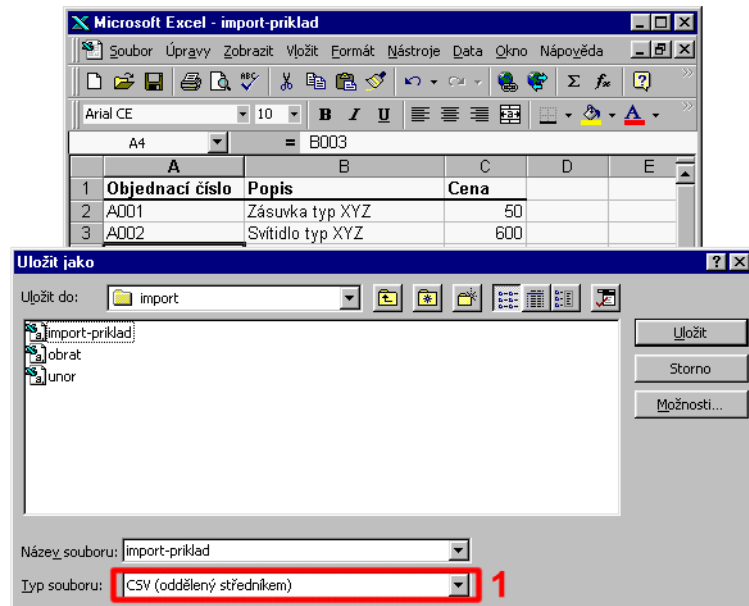 Microsoft Excel - import-priklad
Soubor Úpravy Zobrazit Vložit Formát Nástroje Data Okno Nápověda
Arial CE 10 B I U
A4 = B003
A B C D E
1 Objednací číslo Popis Cena
2 A001 Zásuvka typ XYZ 50
3 A002 Svítidlo typ XYZ 600
Uložit jako
Uložit do: import
import-priklad
obrat
unor
Uložit
Storno
Možnosti...
Název souboru: import-priklad
Typ souboru: CSV (oddělený středníkem) 1